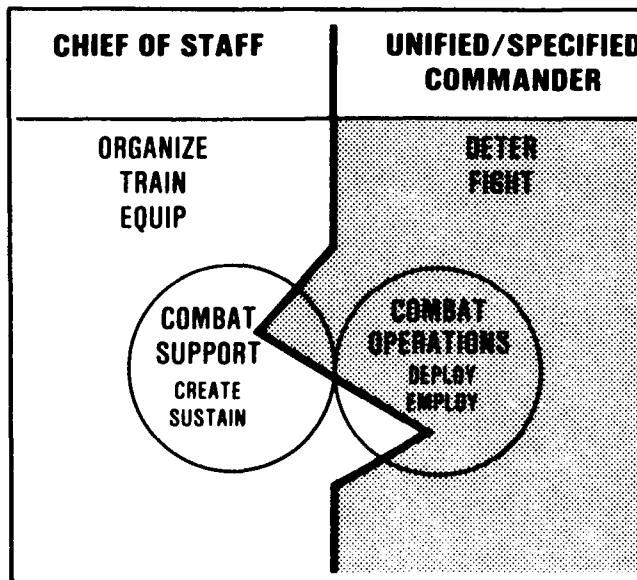 CHIEF OF STAFF
UNIFIED/SPECIFIED
COMMANDER
ORGANIZE
TRAIN
EQUIP
DETER
FIGHT
COMBAT
SUPPORT
CREATE
SUSTAIN
COMBAT
OPERATIONS
DEPLOY
EMPLOY